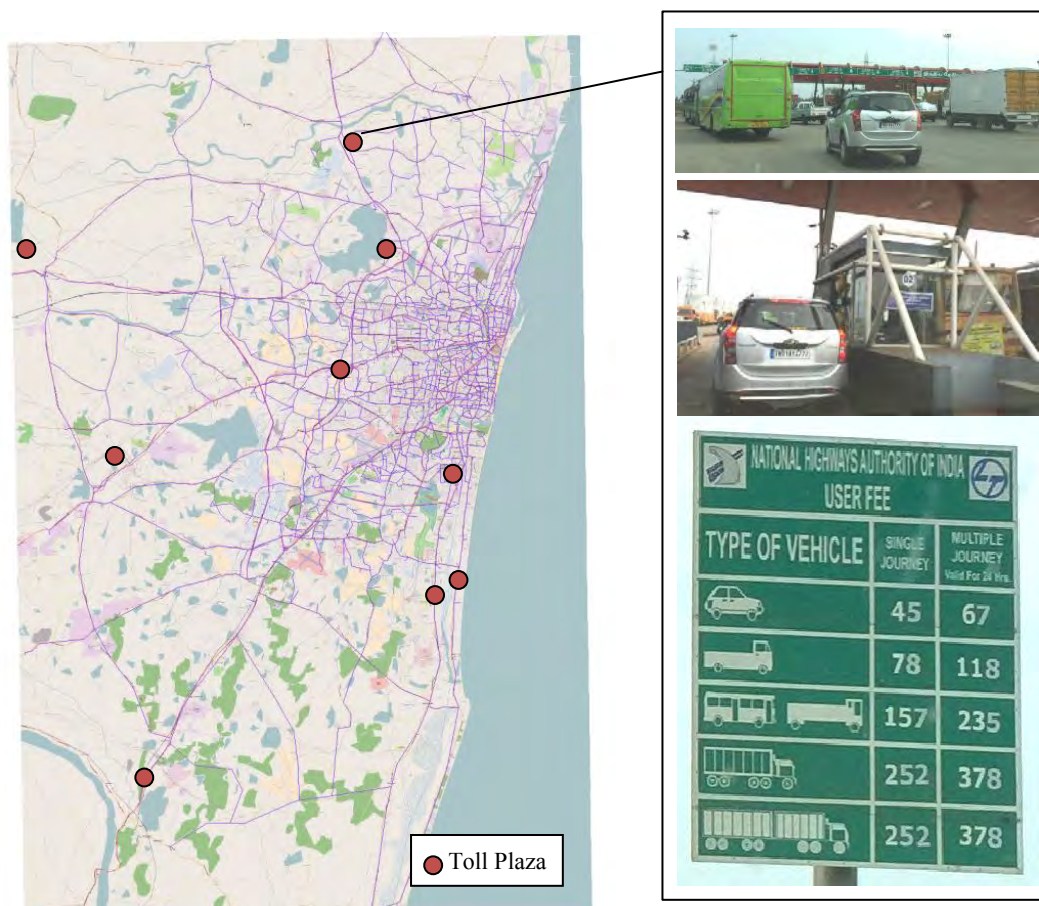 Toll Plaza
02
NATIONAL HIGHWAYS AUTHORITY OF INDIA
USER FEE
TYPE OF VEHICLE
SINGLE JOURNEY
MULTIPLE JOURNEY
Valid For 24 Hrs.
45 67
78 118
157 235
252 378
252 378